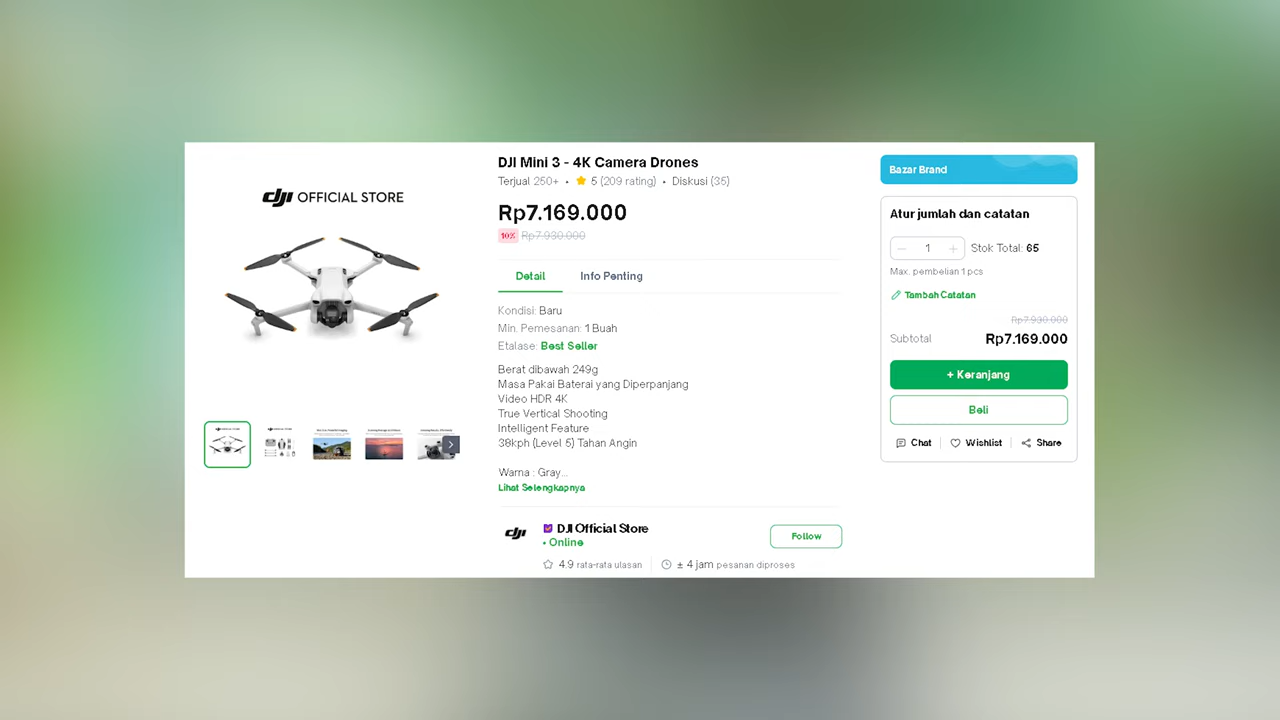 dji OFFICIAL STORE
DJI Mini 3 - 4K Camera Drones
Terjual 250+ • 5 (209 rating) • Diskusi (35)
Rp7.169.000
10% Rp7.930.000
Detail Info Penting
Kondisi: Baru
Min. Pemesanan: 1 Buah
Etalase: Best Seller
Berat dibawah 249g
Masa Pakai Baterai yang Diperpanjang
Video HDR 4K
True Vertical Shooting
Intelligent Feature
38kph (Level 5) Tahan Angin
Warna : Gray...
Lihat Selengkapnya
dji DJI Official Store
• Online
Follow
4.9 rata-rata ulasan ± 4 jam pesanan diproses
Bazar Brand
Atur jumlah dan catatan
1 Stok Total: 65
Max. pembelian 1 pcs
Tambah Catatan
Rp7.930.000
Subtotal Rp7.169.000
+ Keranjang
Beli
Chat Wishlist Share